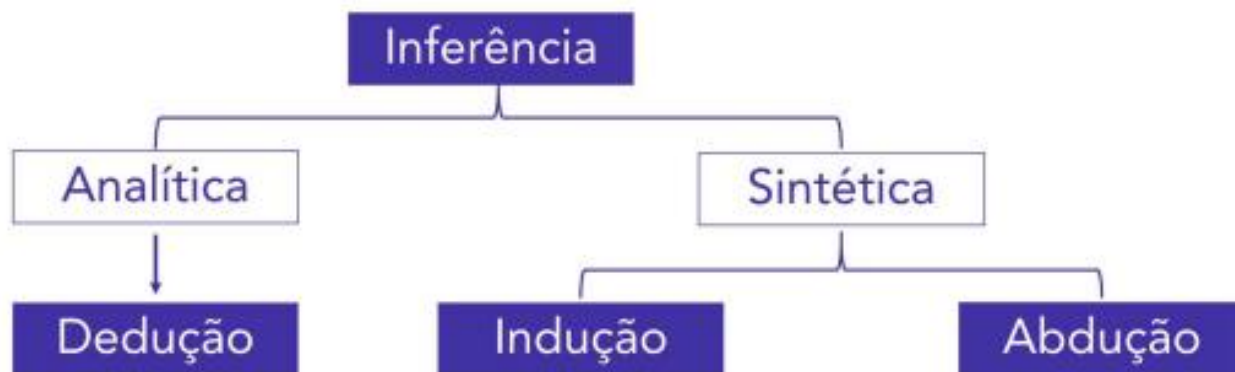 Inferência
Analítica
Sintética
Dedução
Indução
Abdução